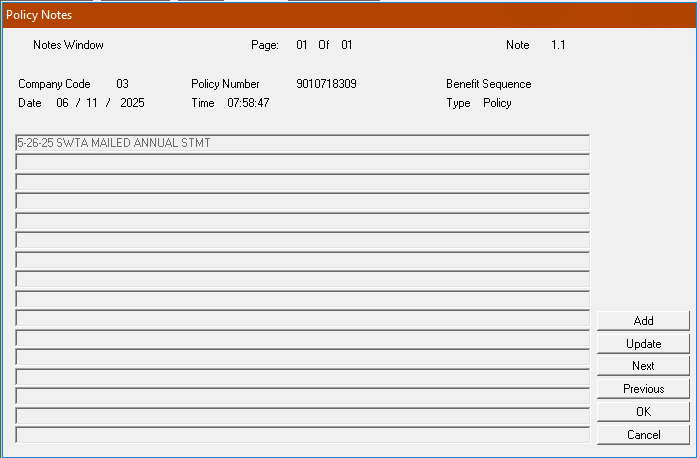 Policy Notes
Notes Window Page: 01 Of 01 Note 1.1
Company Code 03 Policy Number 9010718309 Benefit Sequence
Date 06 / 11 / 2025 Time 07:58:47 Type Policy
5-26-25 SWTA MAILED ANNUAL STMT
Add
Update
Next
Previous
OK
Cancel